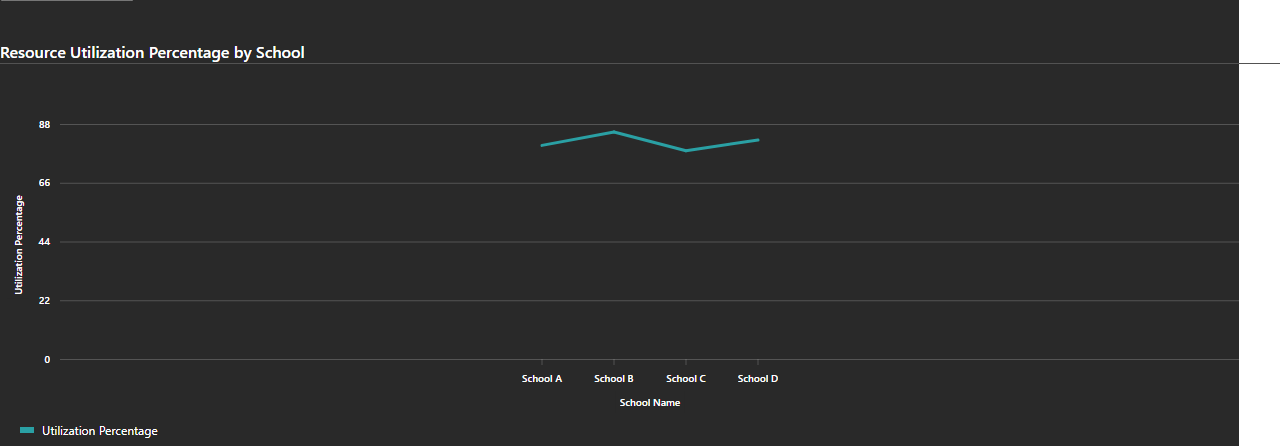 Resource Utilization Percentage by School
88
66
44
22
0
Utilization Percentage
School A School B School C School D
School Name
Utilization Percentage